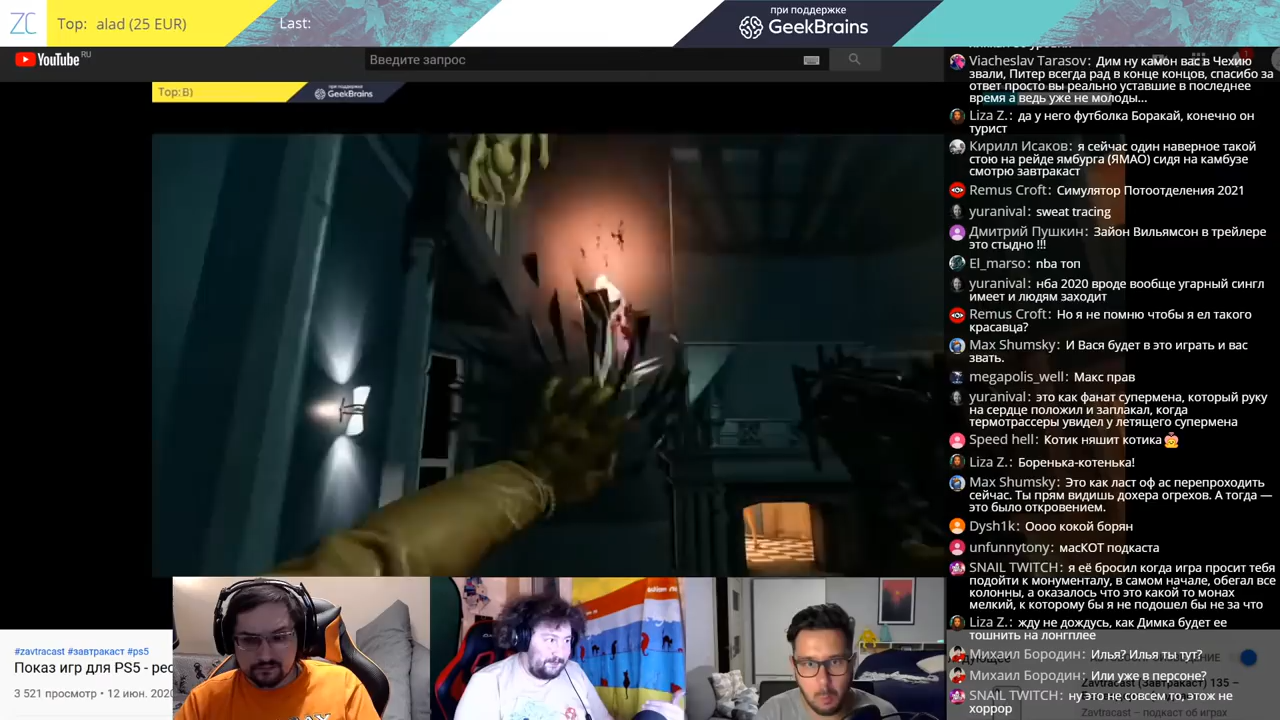 ZC
Top: alad (25 EUR)
Last:
при поддержке
GeekBrains
YouTube RU
Введите запрос
Top: B)
при поддержке
GeekBrains
Viacheslav Tarasov: Дим ну камон вас в Чехию
звали, Питер всегда рад в конце концов, спасибо за
ответ просто вы реально уставшие в последнее
время а ведь уже не молоды...
Liza Z.: да у него футболка Боракай, конечно он
турист
Кирилл Исаков: я сейчас один наверное такой
стою на рейде ямбурга (ЯМАО) сидя на камбузе
смотрю завтракаст
Remus Croft: Симулятор Потоотделения 2021
yuranival: sweat tracing
Дмитрий Пушкин: Зайон Вильямсон в трейлере
это стыдно !!!
El_marso: nba топ
yuranival: нба 2020 вроде вообще угарный сингл
имеет и людям заходит
Remus Croft: Но я не помню чтобы я ел такого
красавца?
Max Shumsky: И Вася будет в это играть и вас
звать.
megapolis_well: Макс прав
yuranival: это как фанат супермена, который руку
на сердце положил и заплакал, когда
термотрассеры увидел у летящего супермена
Speed hell: Котик няшит котика
Liza Z.: Боренька-котенька!
Max Shumsky: Это как ласт оф ас перепроходить
сейчас. Ты прям видишь дохера огрехов. А тогда —
это было откровением.
Dysh1k: Оооо кокой борян
unfunnytony: масКОТ подкаста
SNAIL TWITCH: я её бросил когда игра просит тебя
подойти к монументалу, в самом начале, обегал все
колонны, а оказалось что это какой то монах
мелкий, к которому бы я не подошел бы не за что
Liza Z.: жду не дождусь, как Димка будет ее
тошнить на лонгплее
Михаил Бородин: Илья? Илья ты тут?
Михаил Бородин: Или уже в персоне?
SNAIL TWITCH: ну это не совсем то, этож не
хоррор
#zavtracast #завтракаст #ps5
Показ игр для PS5 - рес
3 521 просмотр • 12 июн. 2020
Zavtracast (Завтракаст) 135 –
Zavtracast – подкаст об играх